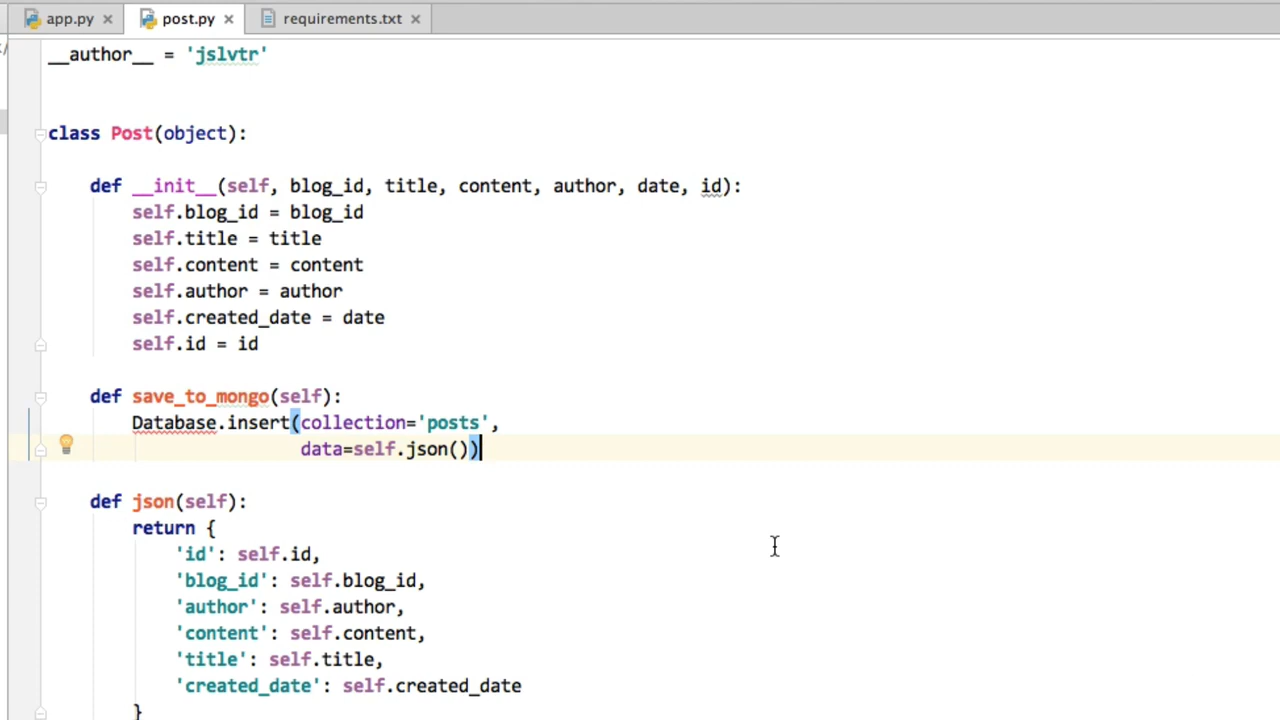 app.py post.py requirements.txt
__author__ = 'jslvtr'
class Post(object):
def __init__(self, blog_id, title, content, author, date, id):
self.blog_id = blog_id
self.title = title
self.content = content
self.author = author
self.created_date = date
self.id = id
def save_to_mongo(self):
Database.insert(collection='posts',
data=self.json())
def json(self):
return {
'id': self.id,
'blog_id': self.blog_id,
'author': self.author,
'content': self.content,
'title': self.title,
'created_date': self.created_date
}